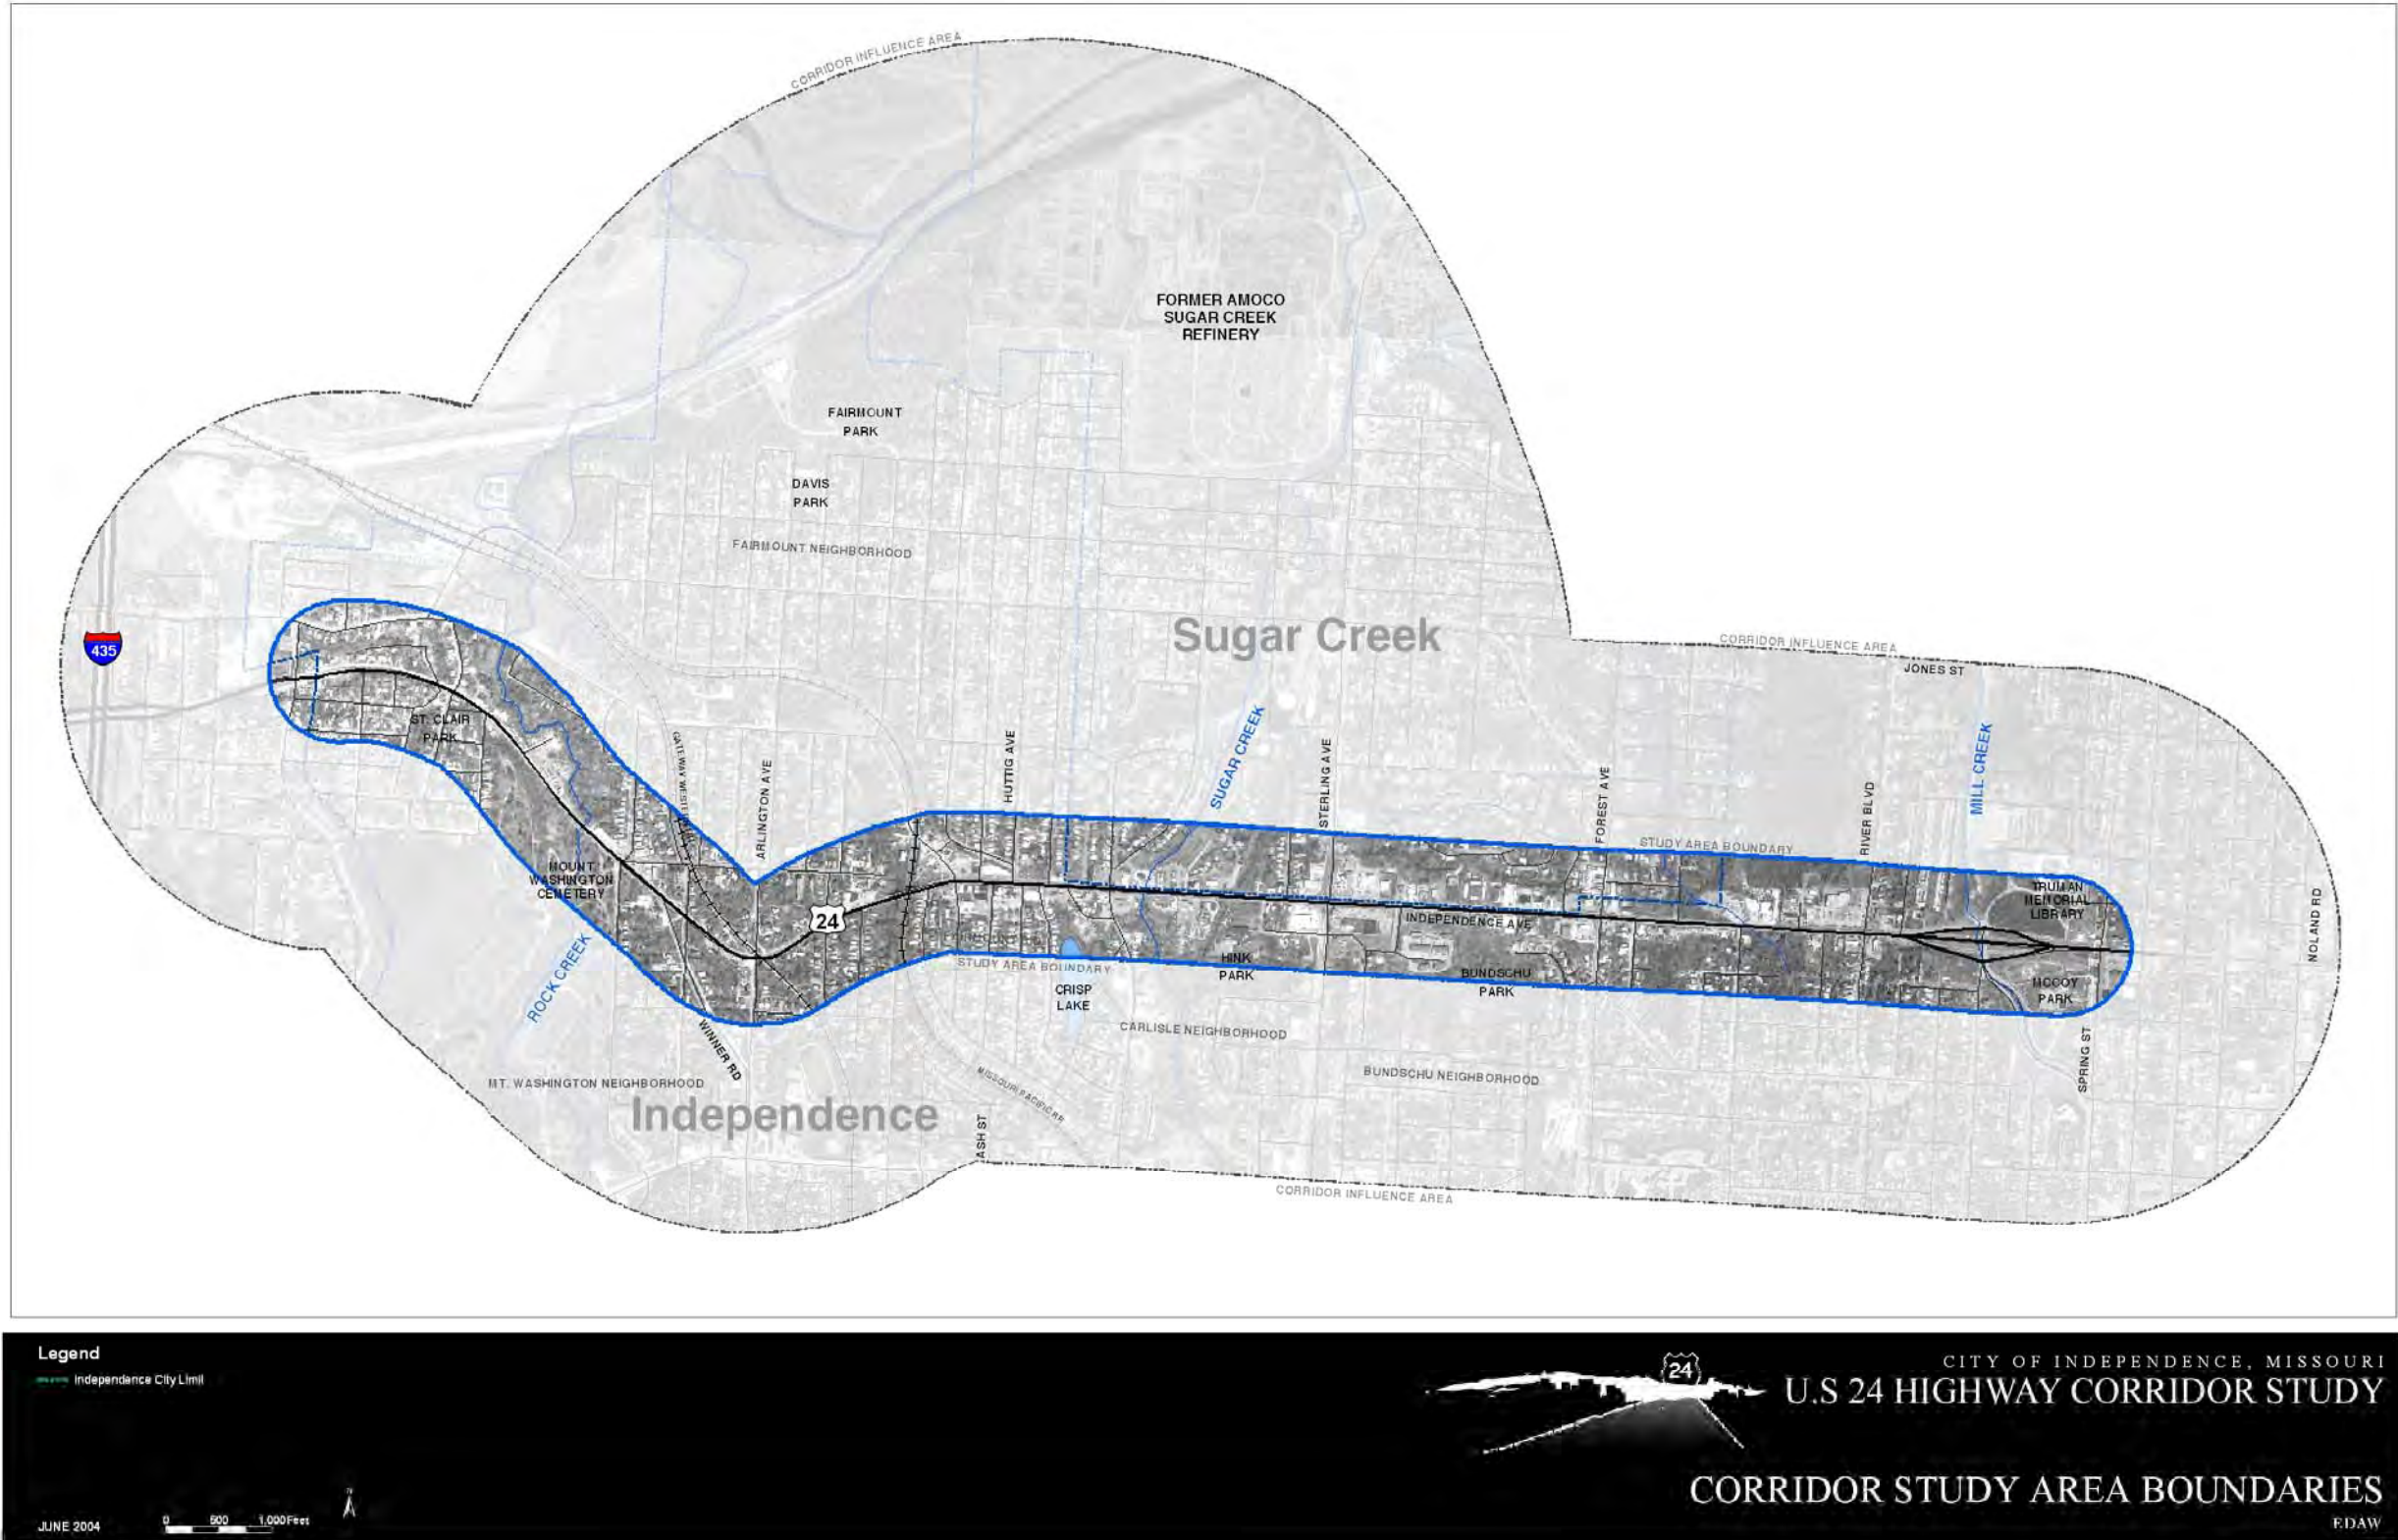 CORRIDOR INFLUENCE AREA
FORMER AMOCO
SUGAR CREEK
REFINERY
FAIRMOUNT
PARK
DAVIS
PARK
FAIRMOUNT NEIGHBORHOOD
435
Sugar Creek
CORRIDOR INFLUENCE AREA
JONES ST
ST. CLAIR
PARK
ARLINGTON AVE
HUTTIG AVE
SUGAR CREEK
STERLING AVE
FOREST AVE
RIVER BLVD
MILL CREEK
STUDY AREA BOUNDARY
MOUNT
WASHINGTON
CEMETERY
24
INDEPENDENCE AVE
TRUMAN
MEMORIAL
LIBRARY
NOLAND RD
ROCK CREEK
STUDY AREA BOUNDARY
CRISP
LAKE
HINK
PARK
BUNDSCHU
PARK
MCCOY
PARK
WINNER RD
CARLISLE NEIGHBORHOOD
SPRING ST
MT. WASHINGTON NEIGHBORHOOD
MISSOURI PACIFIC RR
BUNDSCHU NEIGHBORHOOD
Independence
ASH ST
CORRIDOR INFLUENCE AREA
Legend
Independence City Limit
24
CITY OF INDEPENDENCE, MISSOURI
U.S 24 HIGHWAY CORRIDOR STUDY
CORRIDOR STUDY AREA BOUNDARIES
EDAW
JUNE 2004
0 500 1,000 Feet
N